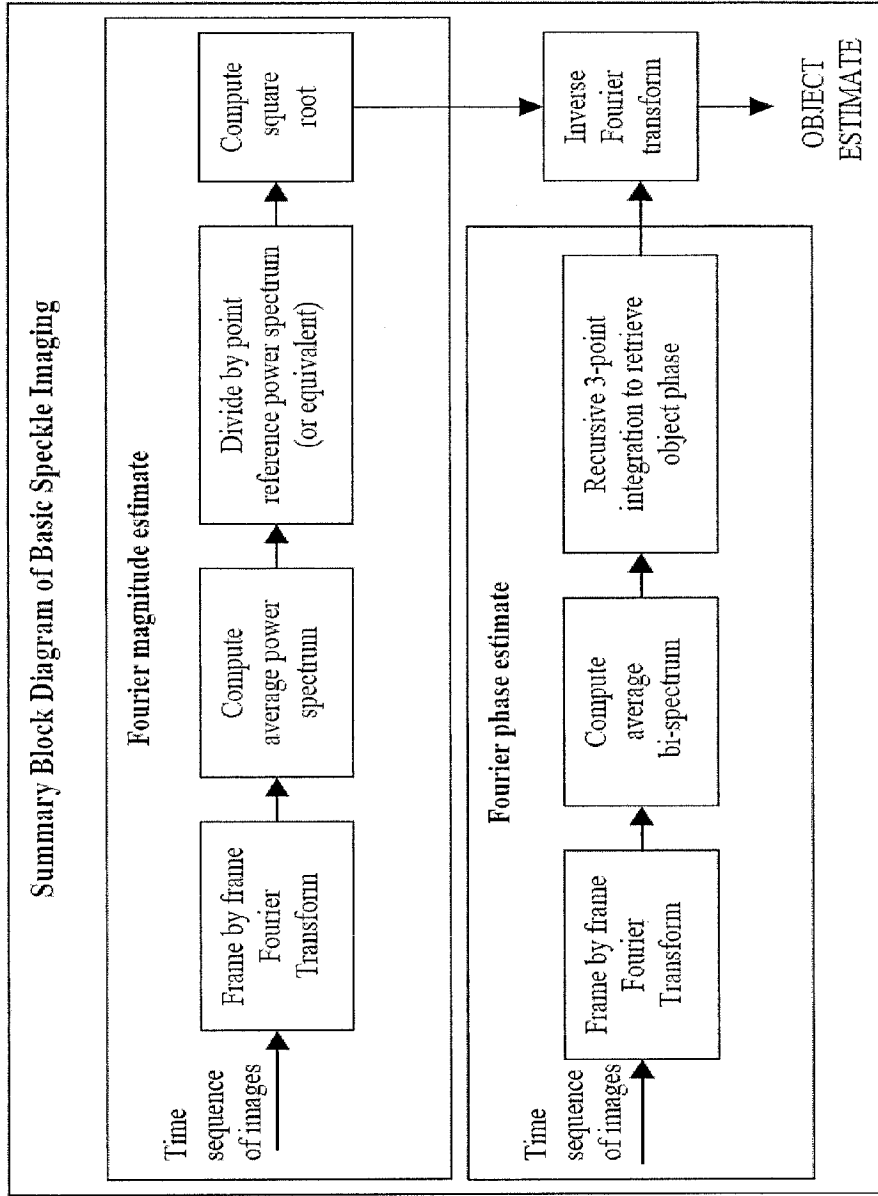 Summary Block Diagram of Basic Speckle Imaging
Fourier magnitude estimate
Time
sequence
of images
Frame by frame
Fourier
Transform
Compute
average power
spectrum
Divide by point
reference power spectrum
(or equivalent)
Compute
square
root
Fourier phase estimate
Time
sequence
of images
Frame by frame
Fourier
Transform
Compute
average
bi-spectrum
Recursive 3-point
integration to retrieve
object phase
Inverse
Fourier
transform
OBJECT
ESTIMATE